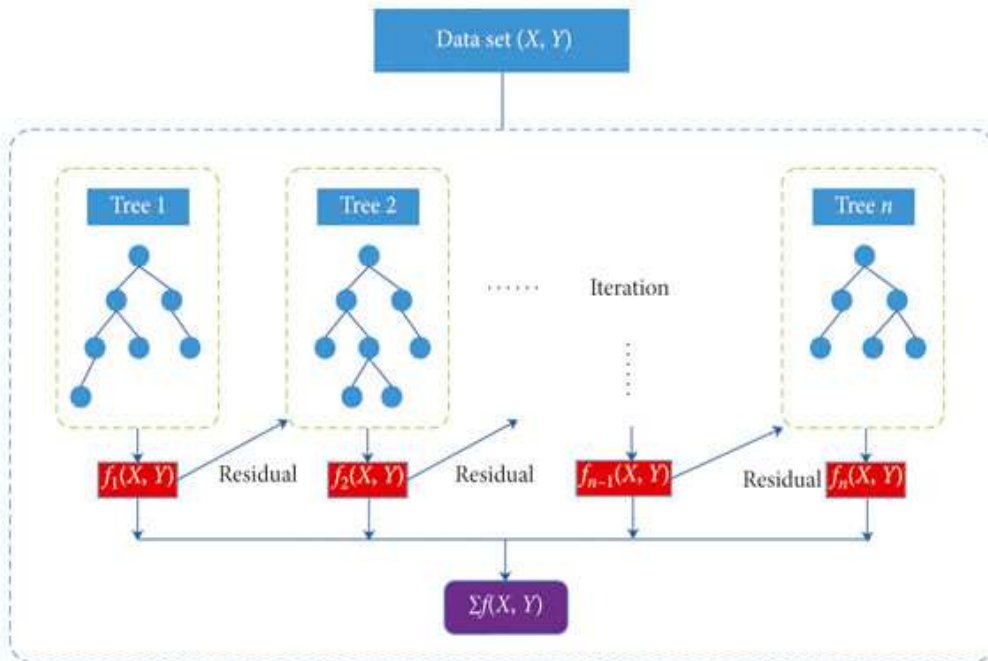 Data set (X, Y)
Tree 1
Tree 2
Tree n
...... Iteration
......
f₁(X, Y)
Residual
f₂(X, Y)
Residual
fₙ₋₁(X, Y)
Residual
fₙ(X, Y)
Σf(X, Y)